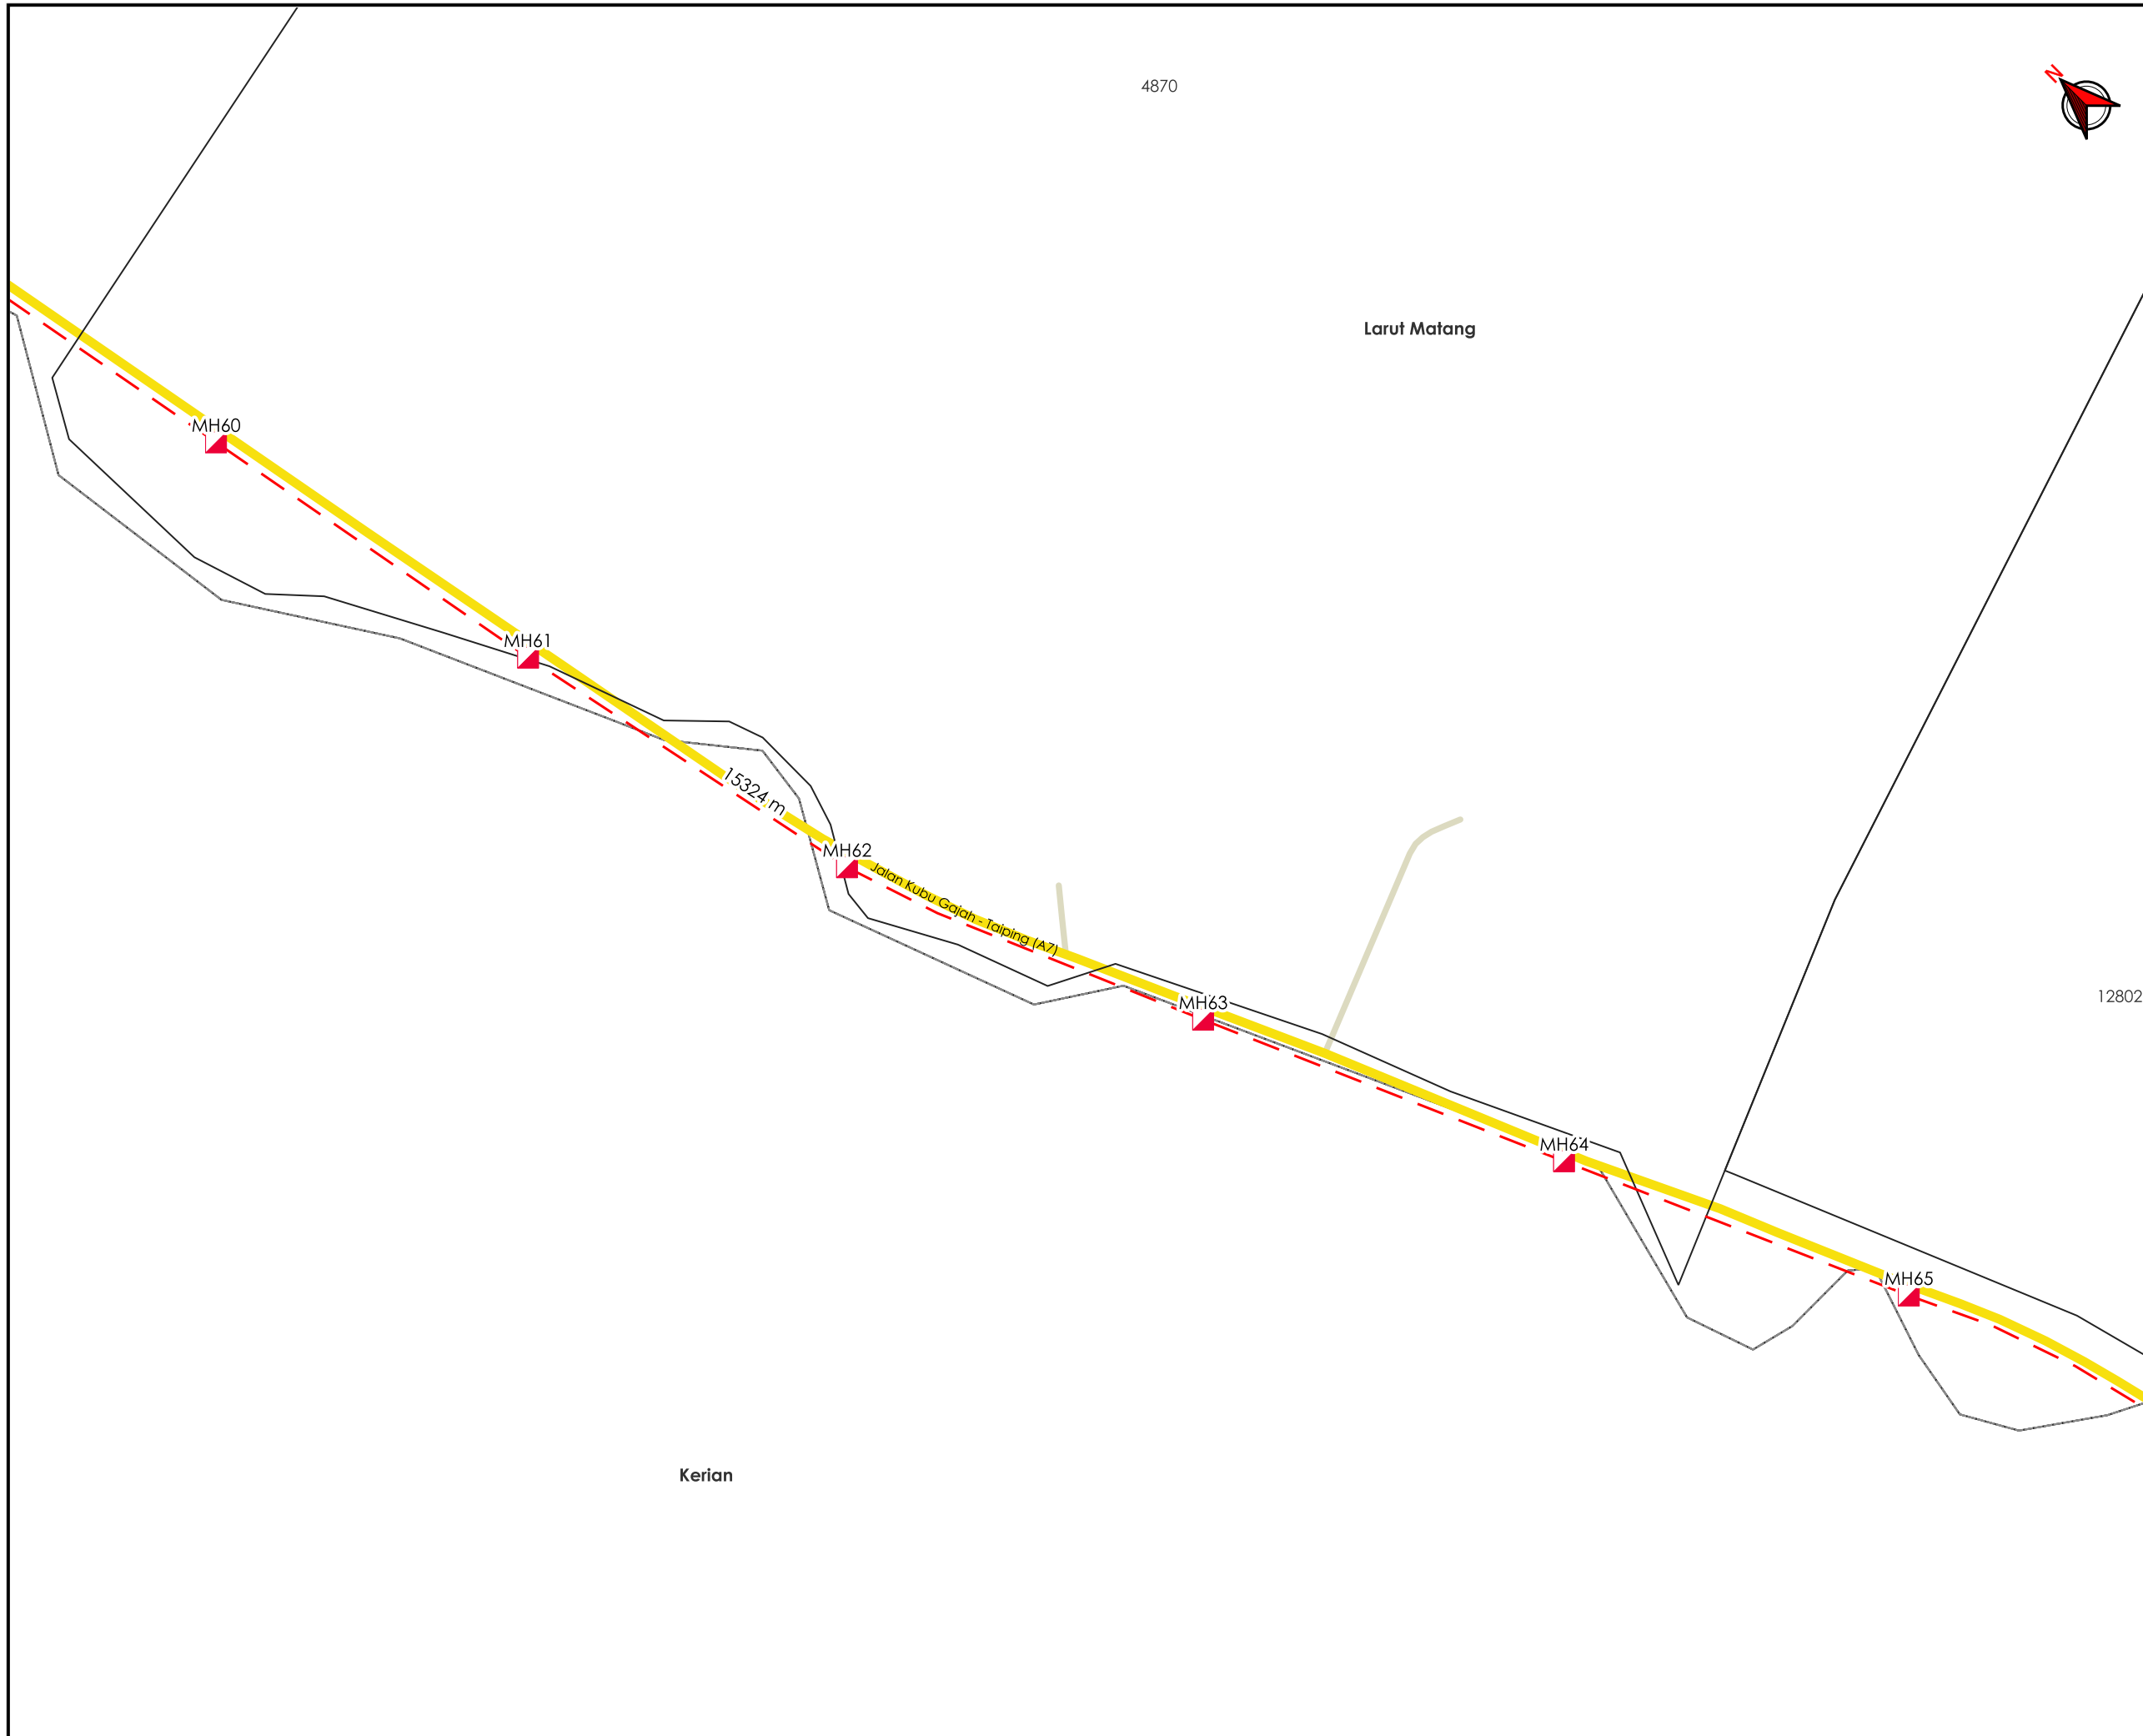 N
4870
Larut Matang
MH60
MH61
15324 m
MH62
Jalan Kubu Gajah - Taiping (A7)
12802
MH63
MH64
MH65
Kerian